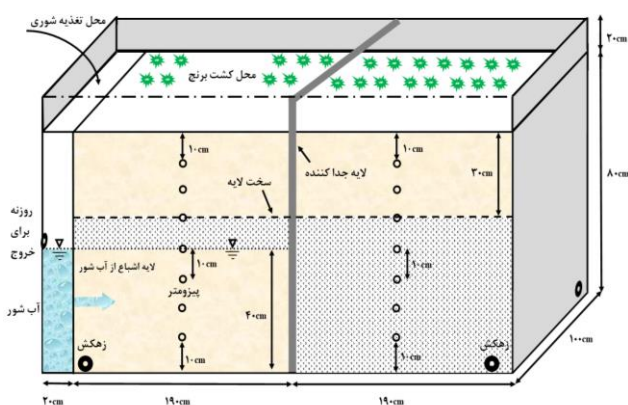 محل تغذیه شوری
محل کشت برنج
۲۰cm
۸۰cm
۱۰cm
۱۰cm
لایه جدا کننده
۳۰cm
سخت لایه
روزنه
برای
خروج
لایه اشباع از آب شور
۱۰cm
۱۰cm
پیزومتر
آب شور
۴۰cm
زهکش
زهکش
۱۰cm
۱۰cm
۱۰۰cm
۲۰cm
۱۹۰cm
۱۹۰cm